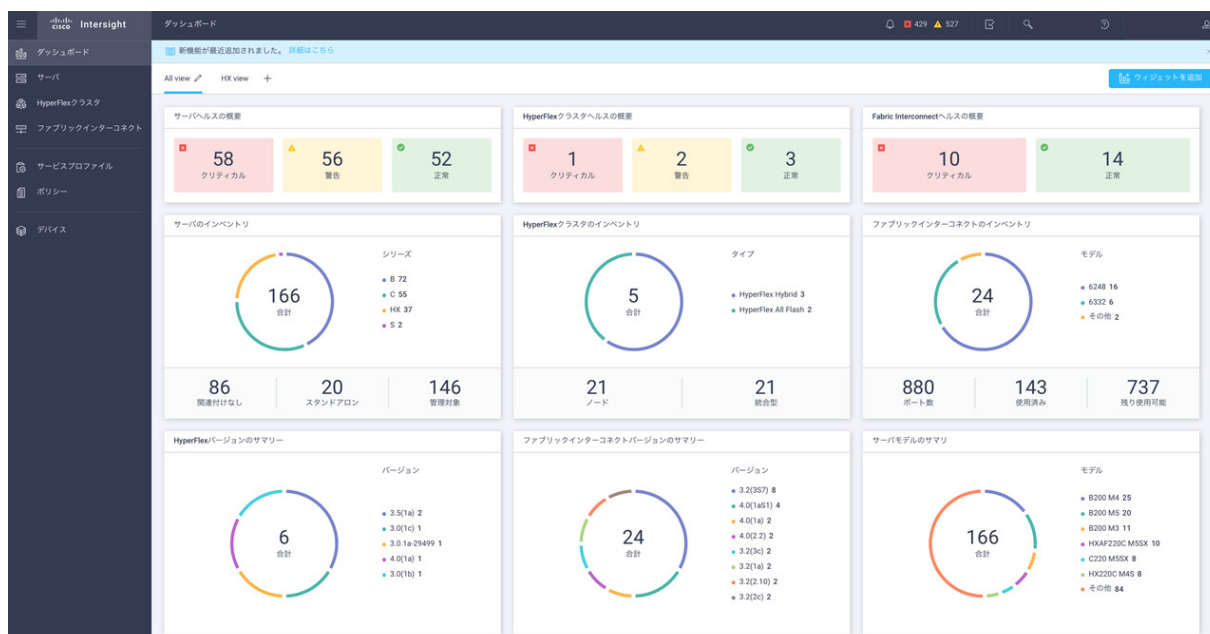 cisco Intersight
ダッシュボード
429 527
ダッシュボード
サーバ
HyperFlexクラスタ
ファブリックインターコネクト
サービスプロファイル
ポリシー
デバイス
新機能が最近追加されました。 詳細はこちら
All view HX view +
ウィジェットを追加
サーバヘルスの概要
58 56 52
クリティカル 警告 正常
HyperFlexクラスタヘルスの概要
1 2 3
クリティカル 警告 正常
Fabric Interconnectヘルスの概要
10 14
クリティカル 正常
サーバのインベントリ
166
合計
シリーズ
B 72
C 55
HX 37
S 2
86 20 146
関連付けなし スタンドアロン 管理対象
HyperFlexクラスタのインベントリ
5
合計
タイプ
HyperFlex Hybrid 3
HyperFlex All Flash 2
21 21
ノード 統合型
ファブリックインターコネクトのインベントリ
24
合計
モデル
6248 16
6332 6
その他 2
880 143 737
ポート数 使用済み 残り使用可能
HyperFlexバージョンのサマリー
6
合計
バージョン
3.5(1a) 2
3.0(1c) 1
3.0.1a-29499 1
4.0(1a) 1
3.0(1b) 1
ファブリックインターコネクトバージョンのサマリー
24
合計
バージョン
3.2(3S7) 8
4.0(1aS1) 4
4.0(1a) 2
4.0(2.2) 2
3.2(3c) 2
3.2(1a) 2
3.2(2.10) 2
3.2(2c) 2
サーバモデルのサマリ
166
合計
モデル
B200 M4 25
B200 M5 20
B200 M3 11
HXAF220C M5SX 10
C220 M5SX 8
HX220C M4S 8
その他 84